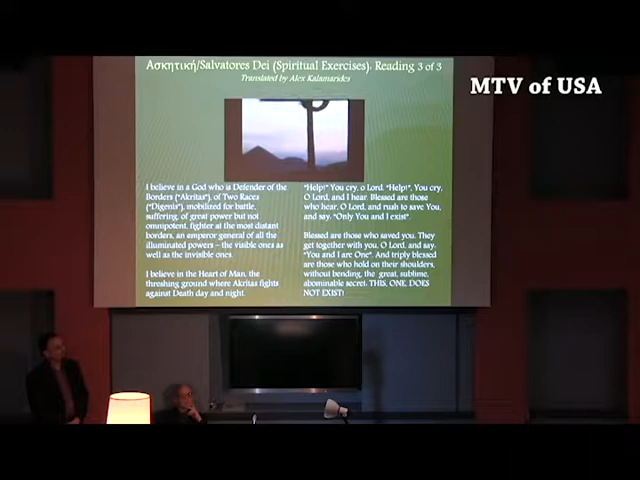 Ασκητική/Salvatores Dei (Spiritual Exercises). Reading 3 of 3
Translated by Alex Kalamarides
MTV of USA
I believe in a God who is Defender of the
Borders ("Akritas"), of Two Races
("Digenis"), mobilized for battle,
suffering, of great power but not
omnipotent, fighter at the most distant
borders, an emperor general of all the
illuminated powers – the visible ones as
well as the invisible ones.
I believe in the Heart of Man, the
threshing ground where Akritas fights
against Death day and night.
"Help!" You cry, o Lord. "Help!", You cry,
O Lord, and I hear. Blessed are those
who hear, O Lord, and rush to save You,
and say, "Only You and I exist".
Blessed are those who saved you. They
get together with you, O Lord, and say,
"You and I are One". And triply blessed
are those who hold on their shoulders,
without bending, the great, sublime,
abominable secret: THIS, ONE, DOES
NOT EXIST!